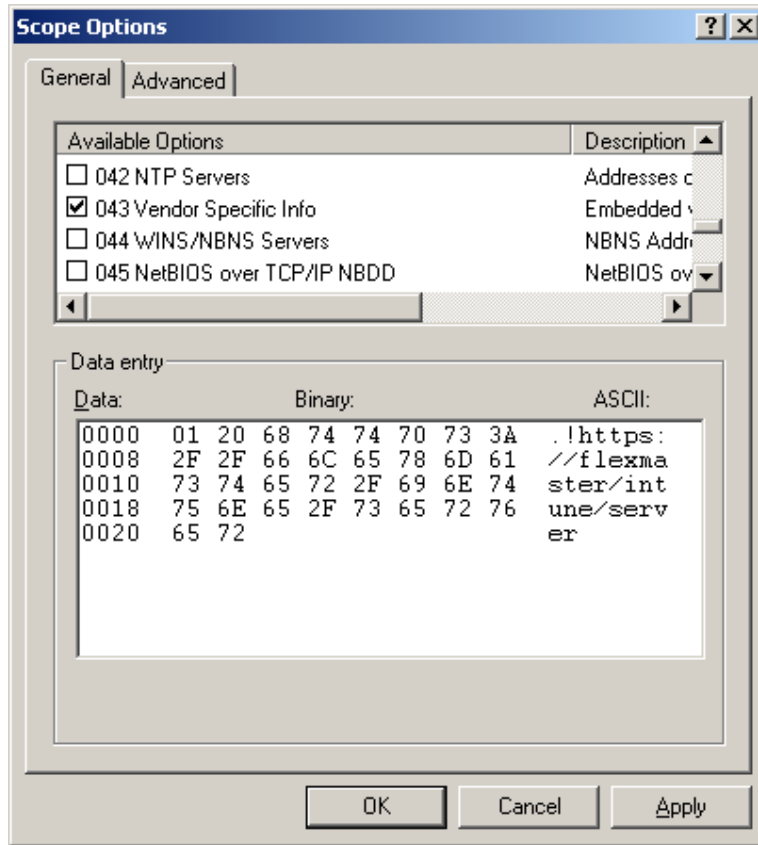 Scope Options
General Advanced
Available Options Description
042 NTP Servers Addresses
043 Vendor Specific Info Embedded
044 WINS/NBNS Servers NBNS Addr
045 NetBIOS over TCP/IP NBDD NetBIOS ov
Data entry
Data: Binary: ASCII:
0000 01 20 68 74 74 70 73 3A .!https:
0008 2F 2F 66 6C 65 78 6D 61 //flexma
0010 73 74 65 72 2F 69 6E 74 ster/int
0018 75 6E 65 2F 73 65 72 76 une/serv
0020 65 72 er
OK Cancel Apply